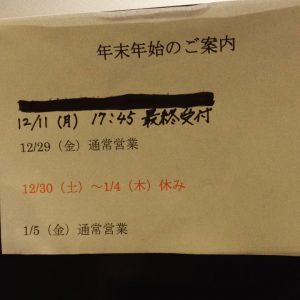 年末年始のご案内
12/11(月) 17:45 最終受付
12/29（金）通常営業
12/30（土）～1/4（木）休み
1/5（金）通常営業